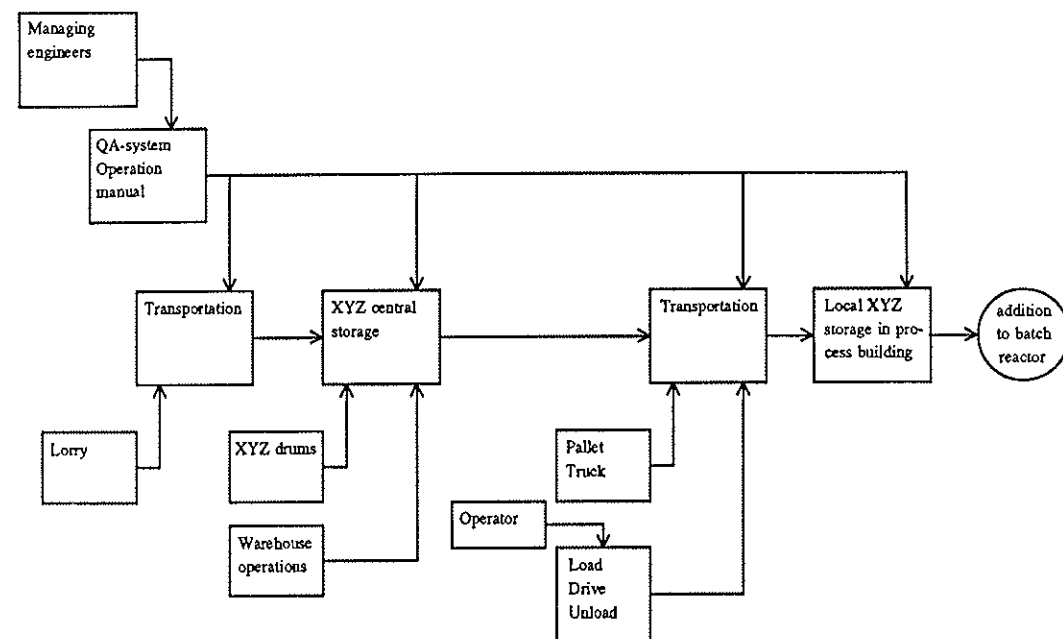 Managing
engineers
QA-system
Operation
manual
Transportation
XYZ central
storage
Transportation
Local XYZ
storage in pro-
cess building
addition
to batch
reactor
Lorry
XYZ drums
Pallet
Truck
Operator
Warehouse
operations
Load
Drive
Unload